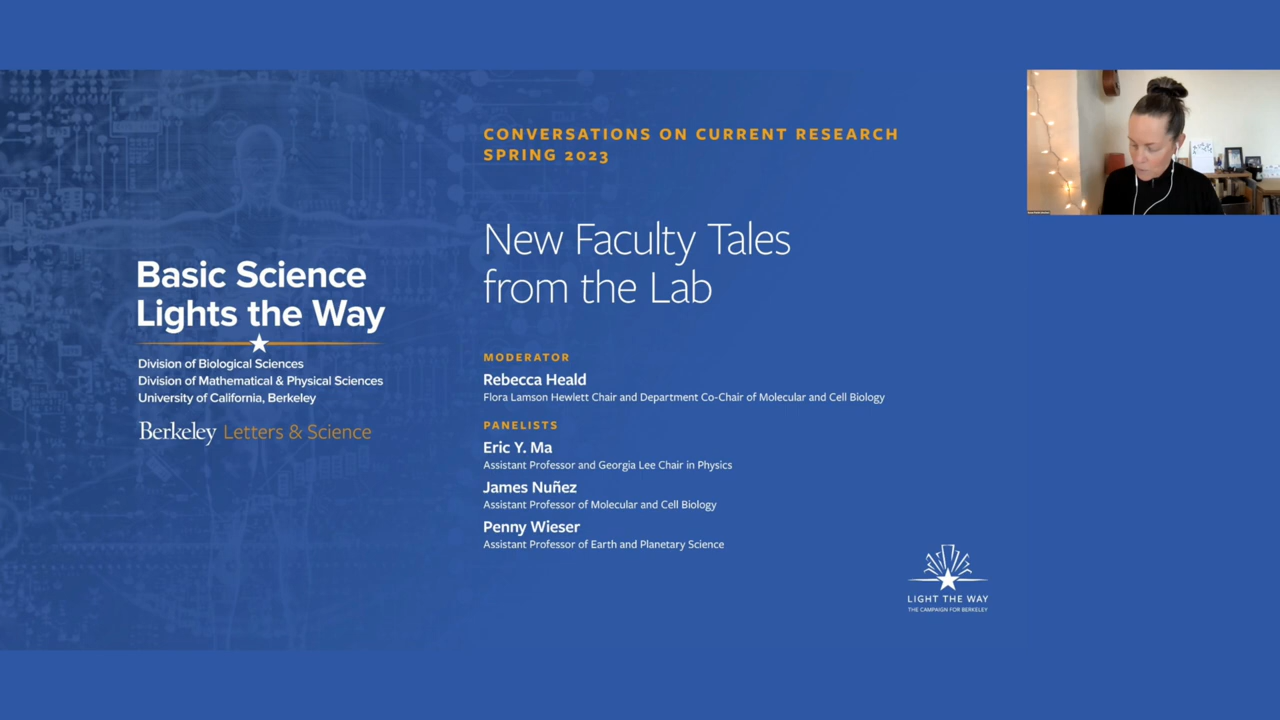 CONVERSATIONS ON CURRENT RESEARCH
SPRING 2023
New Faculty Tales
from the Lab
Basic Science
Lights the Way
Division of Biological Sciences
Division of Mathematical & Physical Sciences
University of California, Berkeley
Berkeley Letters & Science
MODERATOR
Rebecca Heald
Flora Lamson Hewlett Chair and Department Co-Chair of Molecular and Cell Biology
PANELISTS
Eric Y. Ma
Assistant Professor and Georgia Lee Chair in Physics
James Nuñez
Assistant Professor of Molecular and Cell Biology
Penny Wieser
Assistant Professor of Earth and Planetary Science
LIGHT THE WAY
THE CAMPAIGN FOR BERKELEY